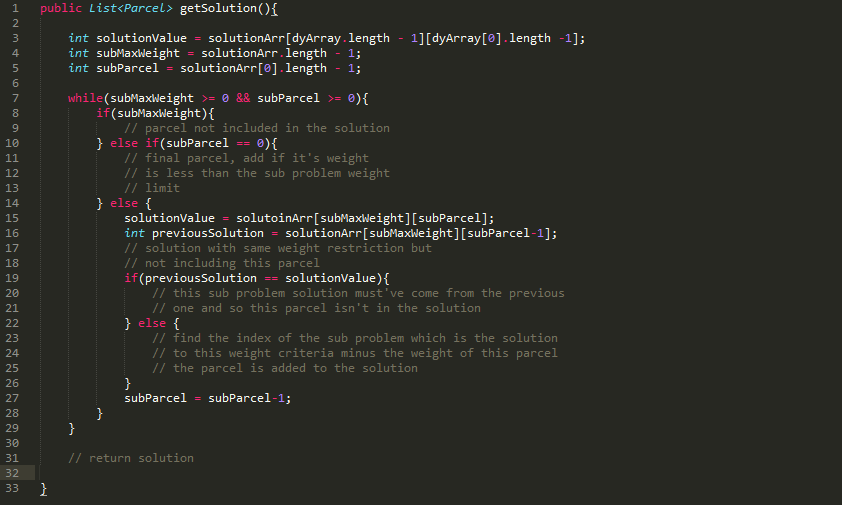 1 public List<Parcel> getSolution(){
2
3 int solutionValue = solutionArr[dyArray.length - 1][dyArray[0].length -1];
4 int subMaxWeight = solutionArr.length - 1;
5 int subParcel = solutionArr[0].length - 1;
6
7 while(subMaxWeight >= 0 && subParcel >= 0){
8 if(subMaxWeight){
9 // parcel not included in the solution
10 } else if(subParcel == 0){
11 // final parcel, add if it's weight
12 // is less than the sub problem weight
13 // limit
14 } else {
15 solutionValue = solutoinArr[subMaxWeight][subParcel];
16 int previousSolution = solutionArr[subMaxWeight][subParcel-1];
17 // solution with same weight restriction but
18 // not including this parcel
19 if(previousSolution == solutionValue){
20 // this sub problem solution must've come from the previous
21 // one and so this parcel isn't in the solution
22 } else {
23 // find the index of the sub problem which is the solution
24 // to this weight criteria minus the weight of this parcel
25 // the parcel is added to the solution
26 }
27 subParcel = subParcel-1;
28 }
29 }
30
31 // return solution
32
33 }